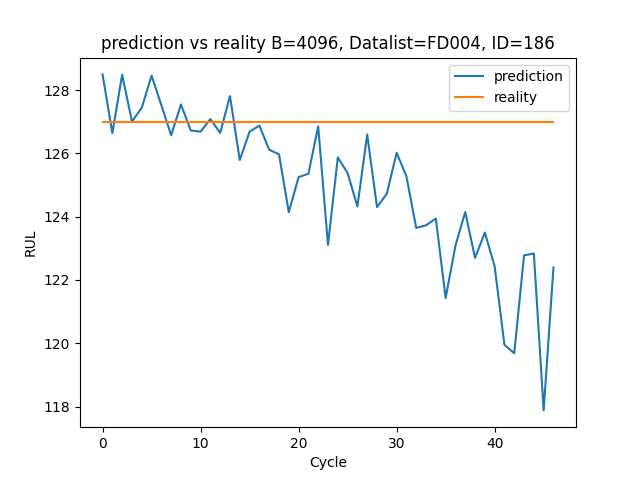 prediction vs reality B=4096, Datalist=FD004, ID=186
prediction
reality
128
126
124
122
120
118
RUL
0 10 20 30 40
Cycle